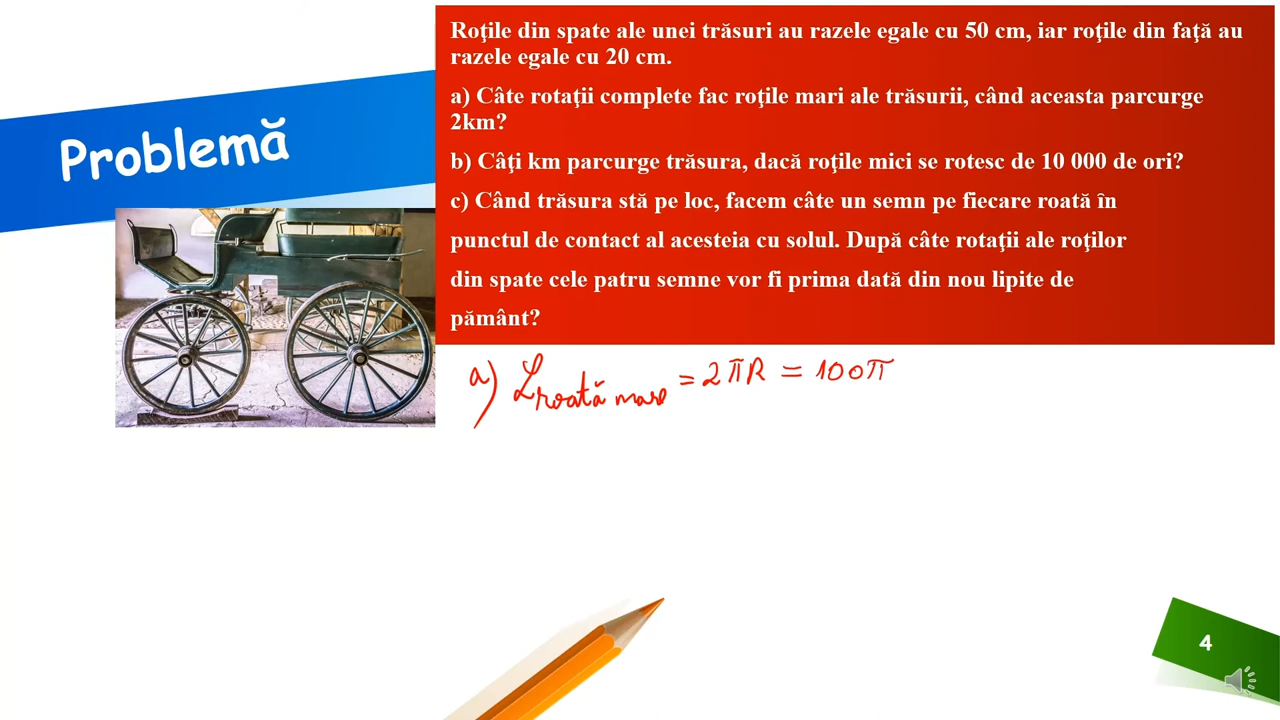 Problemă
Roţile din spate ale unei trăsuri au razele egale cu 50 cm, iar roţile din faţă au
razele egale cu 20 cm.
a) Câte rotaţii complete fac roţile mari ale trăsurii, când aceasta parcurge
2km?
b) Câţi km parcurge trăsura, dacă roţile mici se rotesc de 10 000 de ori?
c) Când trăsura stă pe loc, facem câte un semn pe fiecare roată în
punctul de contact al acesteia cu solul. După câte rotaţii ale roţilor
din spate cele patru semne vor fi prima dată din nou lipite de
pământ?
a) L roată mare = 2πR = 100π
4